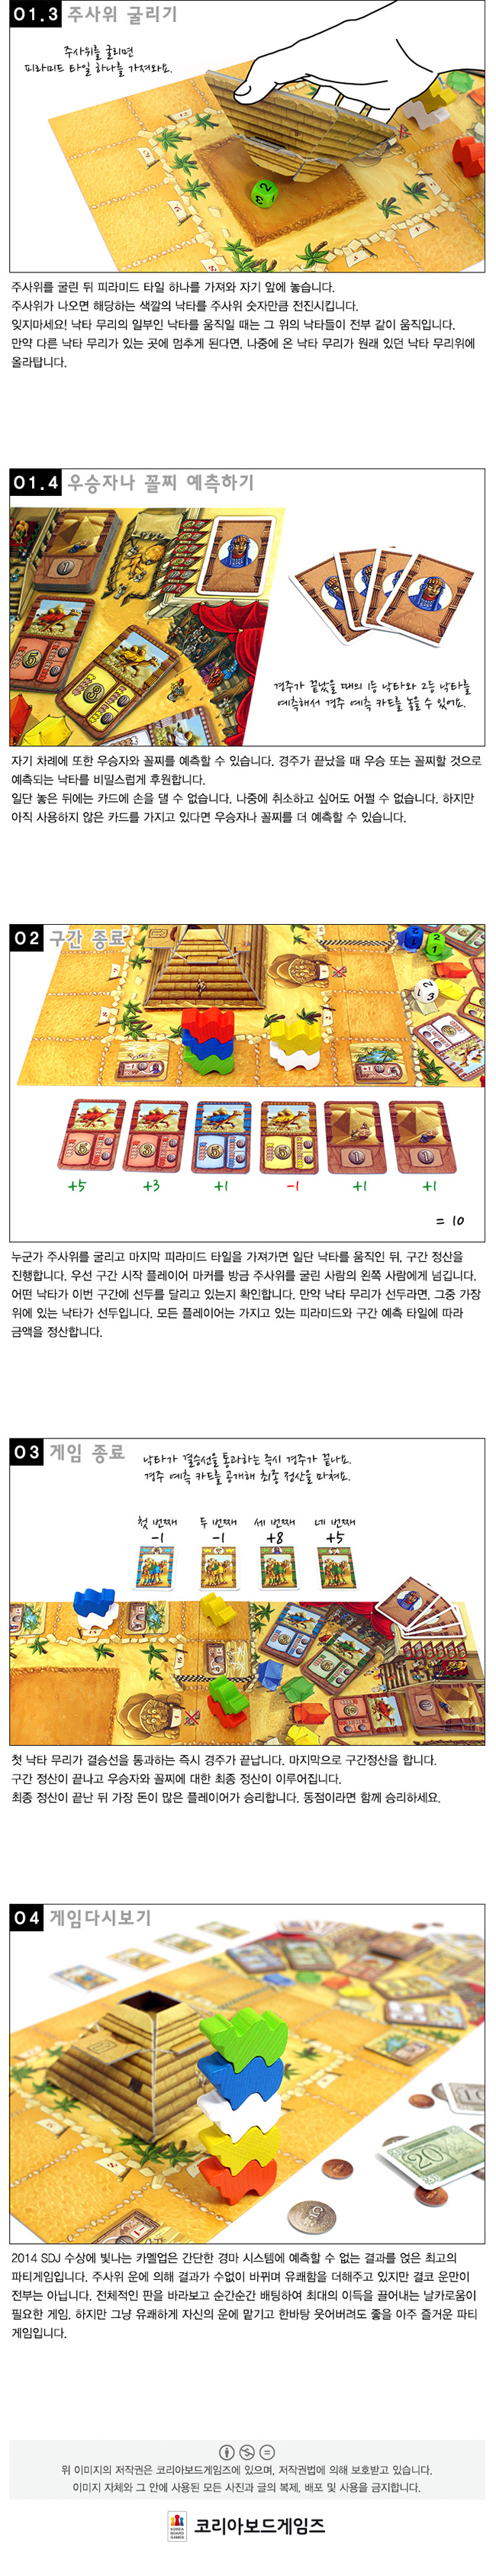 01.3 주사위 굴리기
주사위를 굴리면
피라미드 타일 하나를 가져와요.
주사위를 굴린 뒤 피라미드 타일 하나를 가져와 자기 앞에 놓습니다.
주사위가 나오면 해당하는 색깔의 낙타를 주사위 숫자만큼 전진시킵니다.
잊지마세요! 낙타 무리의 일부인 낙타를 움직일 때는 그 위의 낙타들이 전부 같이 움직입니다.
만약 다른 낙타 무리가 있는 곳에 멈추게 된다면, 나중에 온 낙타 무리가 원래 있던 낙타 무리위에
올라탑니다.
01.4 우승자나 꼴찌 예측하기
경주가 끝났을 때의 1등 낙타와 2등 낙타를
예측해서 경주 예측 카드를 놓을 수 있어요.
자기 차례에 또한 우승자와 꼴찌를 예측할 수 있습니다. 경주가 끝났을 때 우승 또는 꼴찌할 것으로
예측되는 낙타를 비밀스럽게 후원합니다.
일단 놓은 뒤에는 카드에 손을 댈 수 없습니다. 나중에 취소하고 싶어도 어쩔 수 없습니다. 하지만
아직 사용하지 않은 카드를 가지고 있다면 우승자나 꼴찌를 더 예측할 수 있습니다.
02 구간 종료
5 3 5 5 1 1
+5 +3 +1 -1 +1 +1
= 10
누군가 주사위를 굴리고 마지막 피라미드 타일을 가져가면 일단 낙타를 움직인 뒤, 구간 정산을
진행합니다. 우선 구간 시작 플레이어 마커를 방금 주사위를 굴린 사람의 왼쪽 사람에게 넘깁니다.
어떤 낙타가 이번 구간에 선두를 달리고 있는지 확인합니다. 만약 낙타 무리가 선두라면, 그중 가장
위에 있는 낙타가 선두입니다. 모든 플레이어는 가지고 있는 피라미드와 구간 예측 타일에 따라
금액을 정산합니다.
03 게임 종료
낙타가 결승선을 통과하는 즉시 경주가 끝나요.
경주 예측 카드를 공개해 최종 정산을 마쳐요.
첫 번째 두 번째 세 번째 네 번째
-1 -1 +8 +5
첫 낙타 무리가 결승선을 통과하는 즉시 경주가 끝납니다. 마지막으로 구간정산을 합니다.
구간 정산이 끝나고 우승자와 꼴찌에 대한 최종 정산이 이루어집니다.
최종 정산이 끝난 뒤 가장 돈이 많은 플레이어가 승리합니다. 동점이라면 함께 승리하세요.
04 게임다시보기
20
2014 SDJ 수상에 빛나는 카멜업은 간단한 경마 시스템에 예측할 수 없는 결과를 얹은 최고의
파티게임입니다. 주사위 운에 의해 결과가 수없이 바뀌며 유쾌함을 더해주고 있지만 결코 운만이
전부는 아닙니다. 전체적인 판을 바라보고 순간순간 배팅하여 최대의 이득을 끌어내는 날카로움이
필요한 게임, 하지만 그냥 유쾌하게 자신의 운에 맡기고 한바탕 웃어버려도 좋을 아주 즐거운 파티
게임입니다.
위 이미지의 저작권은 코리아보드게임즈에 있으며, 저작권법에 의해 보호받고 있습니다.
이미지 자체와 그 안에 사용된 모든 사진과 글의 복제, 배포 및 사용을 금지합니다.
KOREA BOARD GAMES 코리아보드게임즈